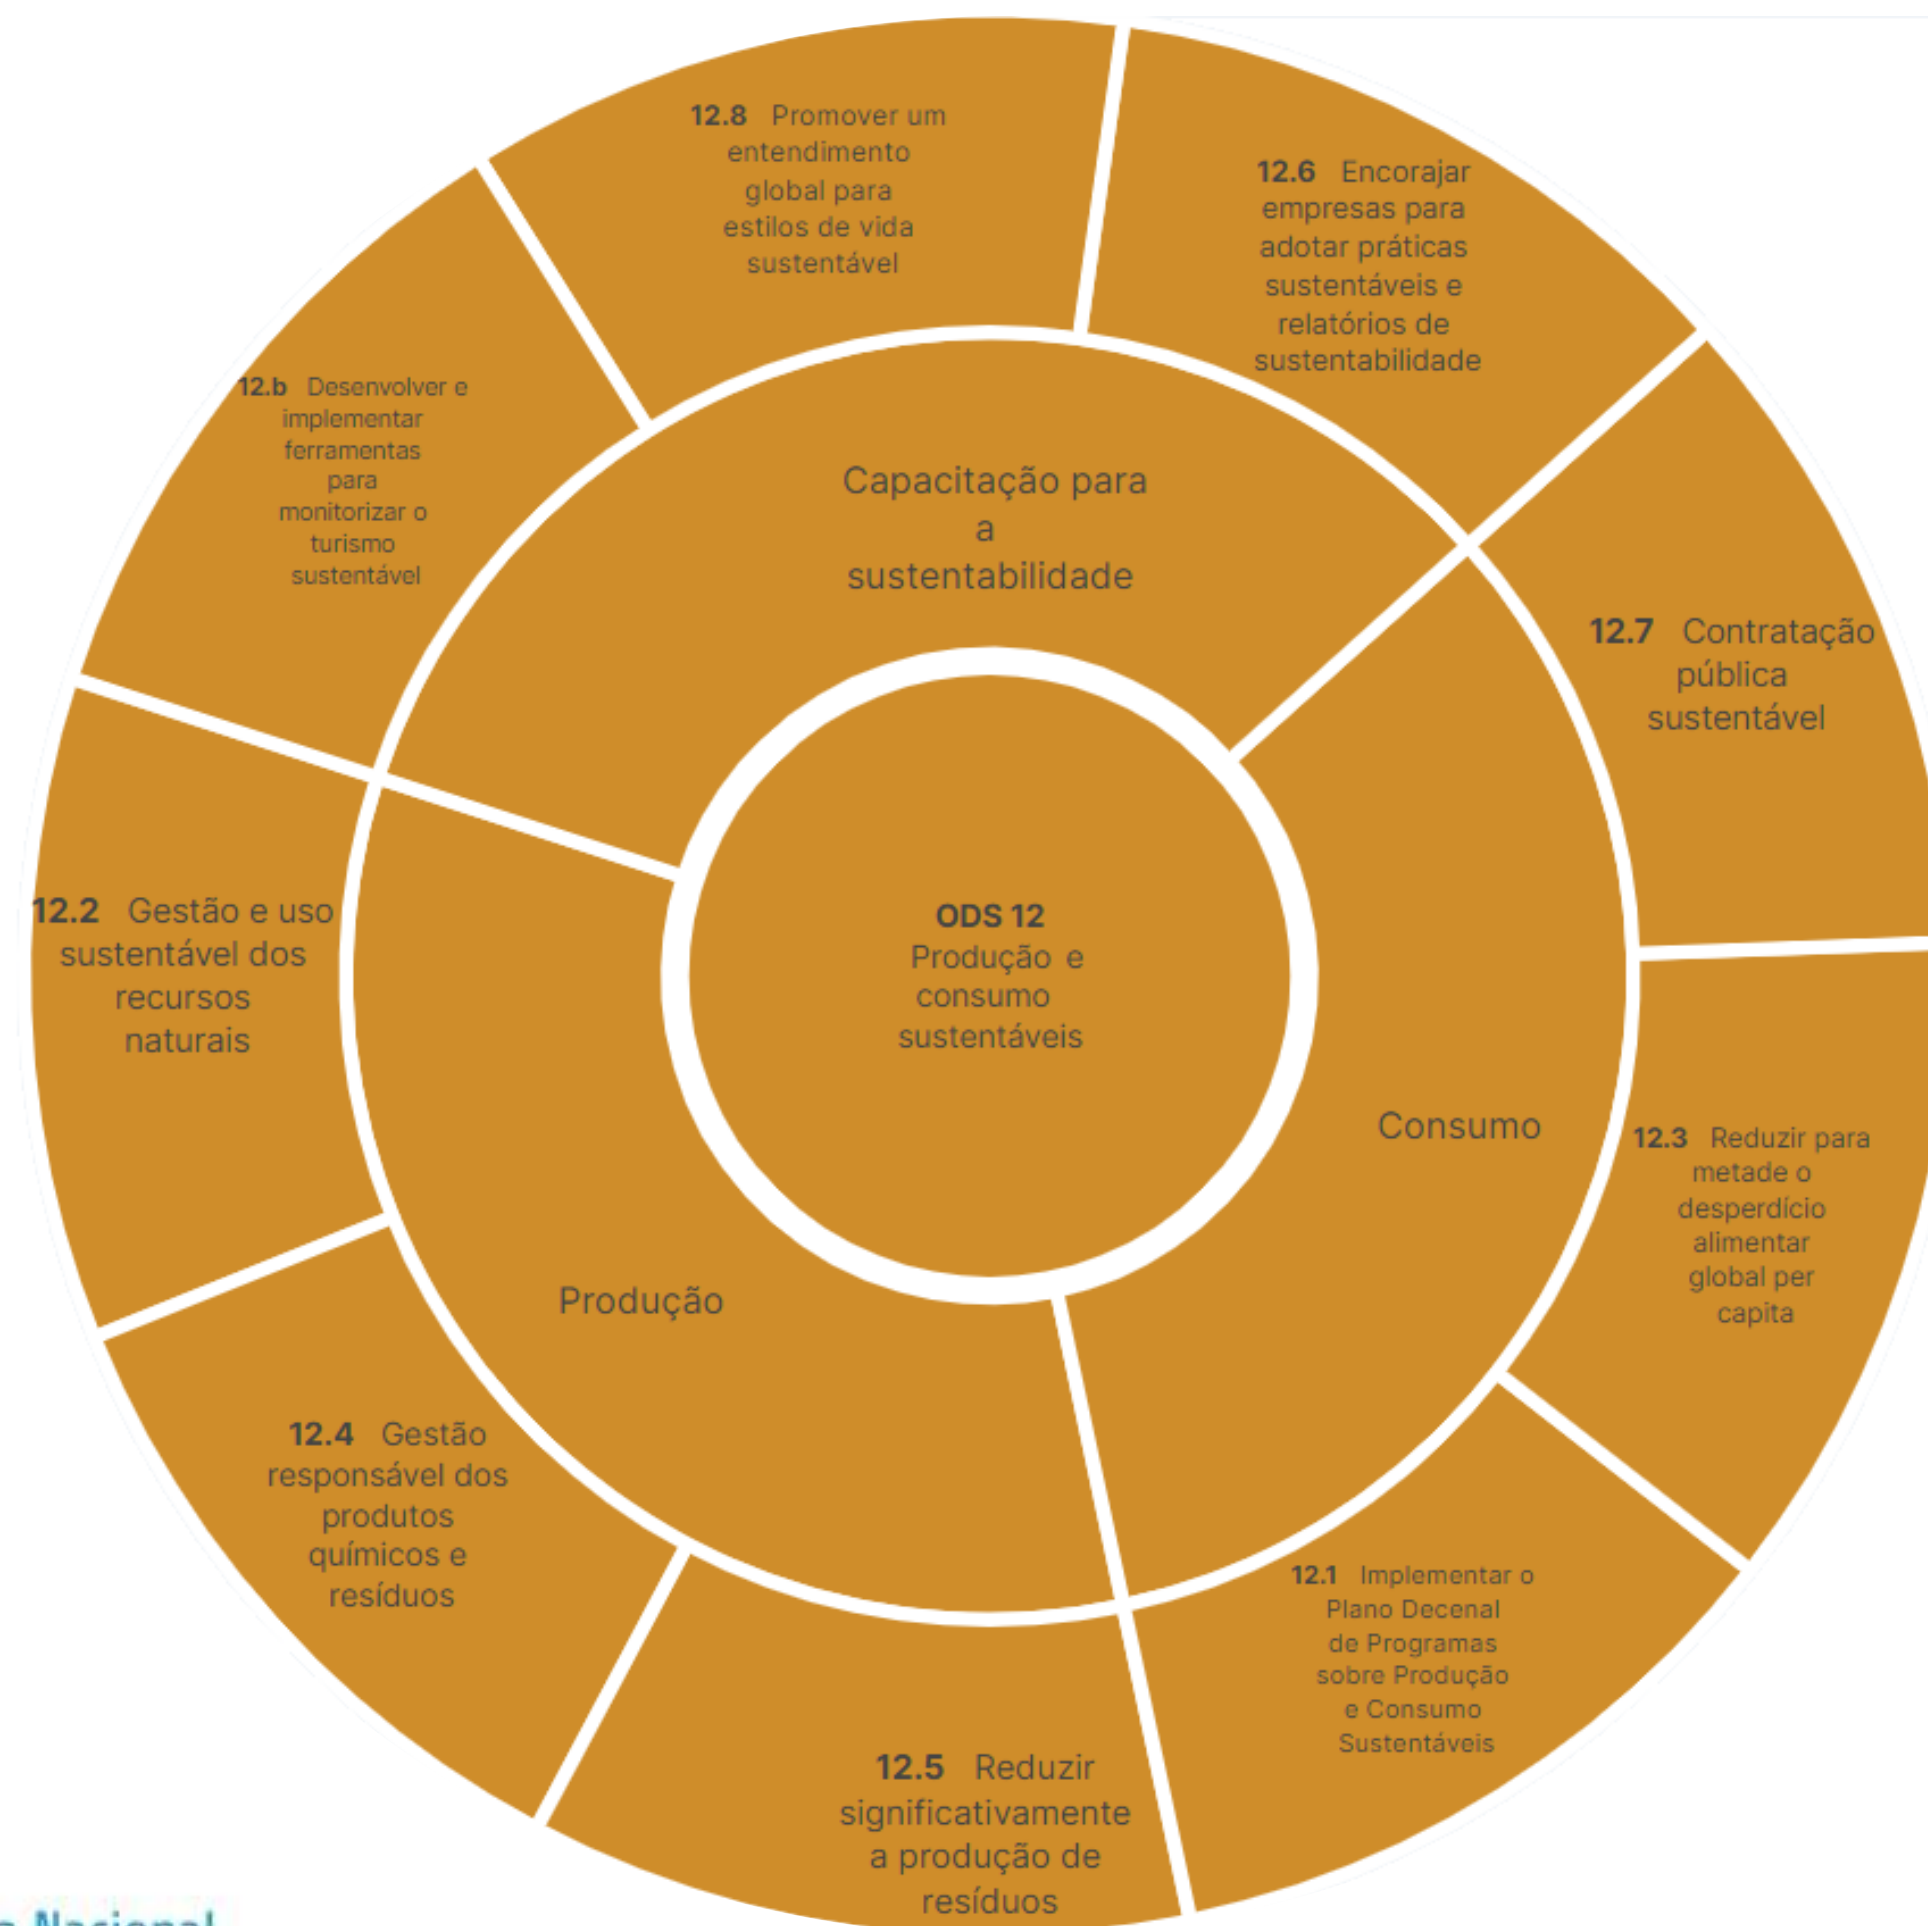 12.8 Promover um
entendimento
global para
estilos de vida
sustentável
12.6 Encorajar
empresas para
adotar práticas
sustentáveis e
relatórios de
sustentabilidade
12.b Desenvolver e
implementar
ferramentas
para
monitorizar o
turismo
sustentável
Capacitação para
a
sustentabilidade
12.7 Contratação
pública
sustentável
12.2 Gestão e uso
sustentável dos
recursos
naturais
ODS 12
Produção e
consumo
sustentáveis
Consumo
12.3 Reduzir para
metade o
desperdício
alimentar
global per
capita
Produção
12.4 Gestão
responsável dos
produtos
químicos e
resíduos
12.1 Implementar o
Plano Decenal
de Programas
sobre Produção
e Consumo
Sustentáveis
12.5 Reduzir
significativamente
a produção de
resíduos
Nacional